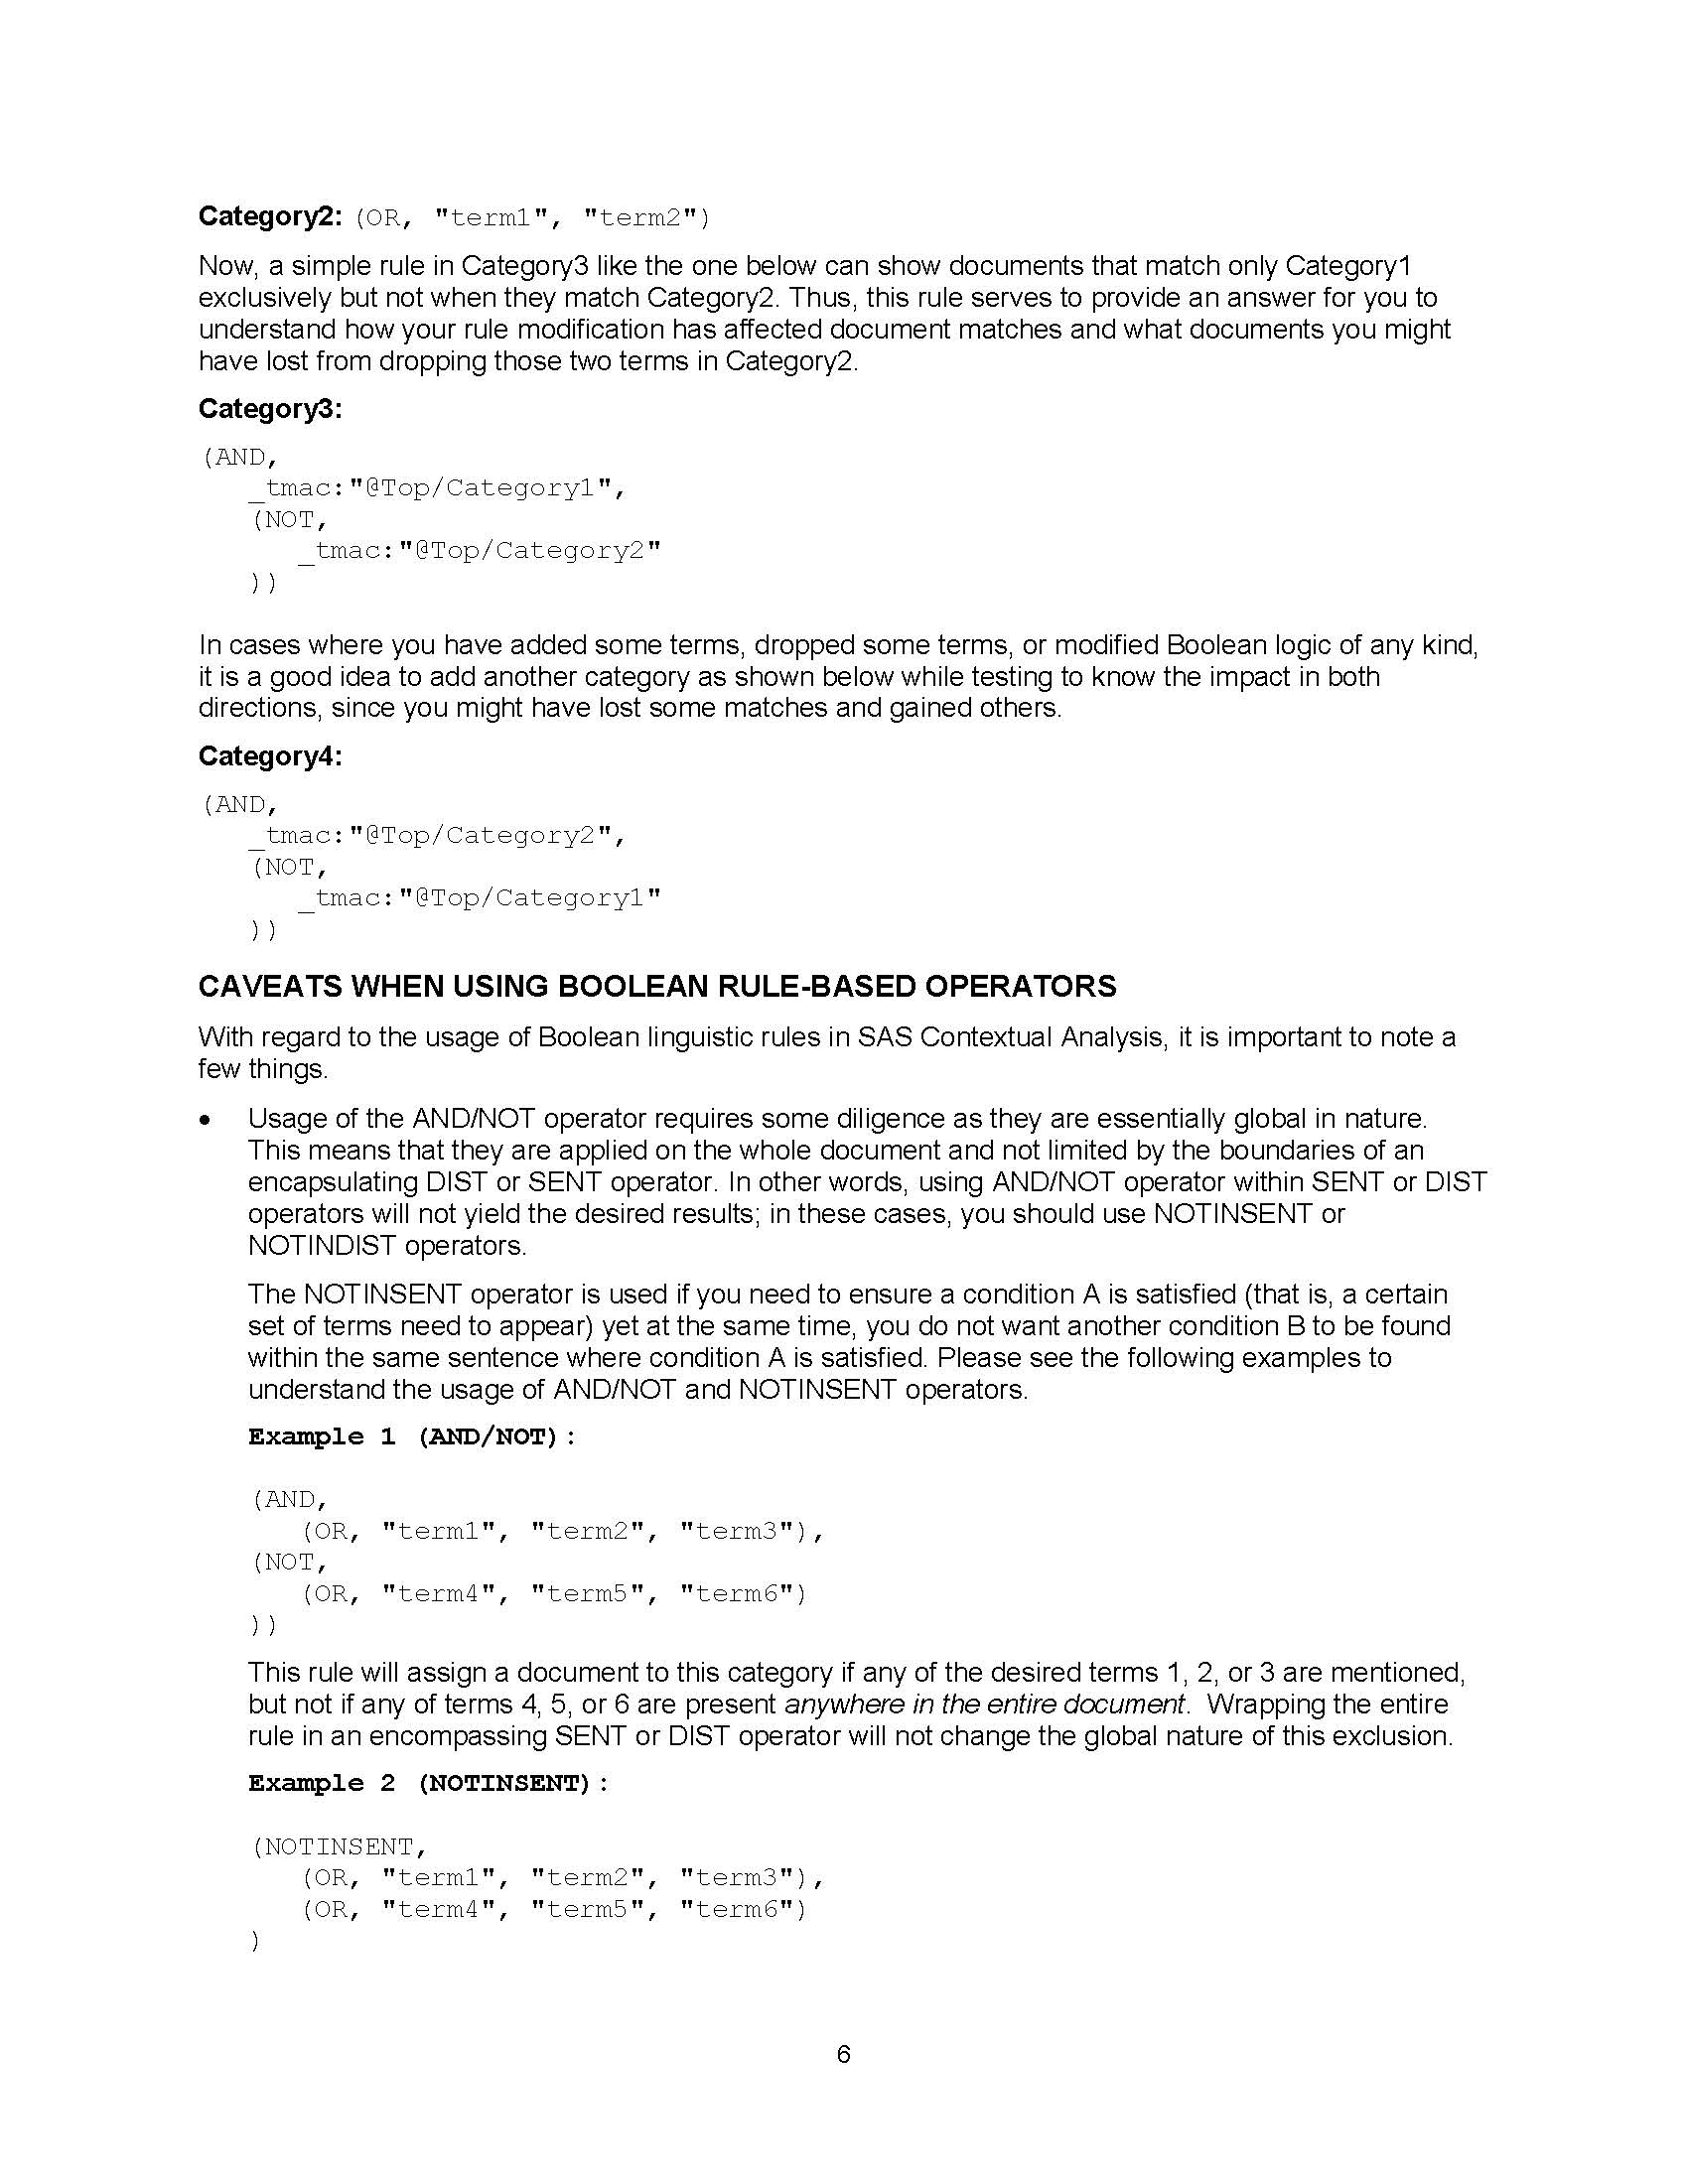 Category2: (OR, "term1", "term2")
Now, a simple rule in Category3 like the one below can show documents that match only Category1
exclusively but not when they match Category2. Thus, this rule serves to provide an answer for you to
understand how your rule modification has affected document matches and what documents you might
have lost from dropping those two terms in Category2.
Category3:
(AND,
   _tmac:"@Top/Category1",
   (NOT,
      _tmac:"@Top/Category2"
   ))
In cases where you have added some terms, dropped some terms, or modified Boolean logic of any kind,
it is a good idea to add another category as shown below while testing to know the impact in both
directions, since you might have lost some matches and gained others.
Category4:
(AND,
   _tmac:"@Top/Category2",
   (NOT,
      _tmac:"@Top/Category1"
   ))
CAVEATS WHEN USING BOOLEAN RULE-BASED OPERATORS
With regard to the usage of Boolean linguistic rules in SAS Contextual Analysis, it is important to note a
few things.
• Usage of the AND/NOT operator requires some diligence as they are essentially global in nature.
This means that they are applied on the whole document and not limited by the boundaries of an
encapsulating DIST or SENT operator. In other words, using AND/NOT operator within SENT or DIST
operators will not yield the desired results; in these cases, you should use NOTINSENT or
NOTINDIST operators.
The NOTINSENT operator is used if you need to ensure a condition A is satisfied (that is, a certain
set of terms need to appear) yet at the same time, you do not want another condition B to be found
within the same sentence where condition A is satisfied. Please see the following examples to
understand the usage of AND/NOT and NOTINSENT operators.
Example 1 (AND/NOT):
(AND,
   (OR, "term1", "term2", "term3"),
(NOT,
   (OR, "term4", "term5", "term6")
))
This rule will assign a document to this category if any of the desired terms 1, 2, or 3 are mentioned,
but not if any of terms 4, 5, or 6 are present anywhere in the entire document.  Wrapping the entire
rule in an encompassing SENT or DIST operator will not change the global nature of this exclusion.
Example 2 (NOTINSENT):
(NOTINSENT,
   (OR, "term1", "term2", "term3"),
   (OR, "term4", "term5", "term6")
)
6